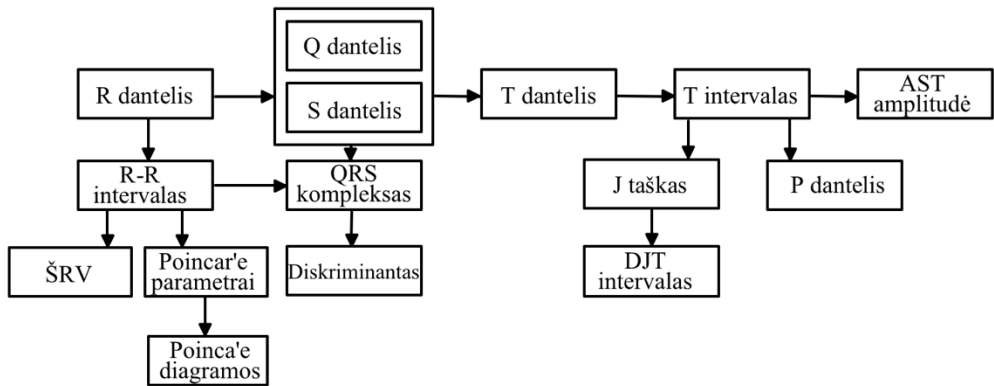 Q dantelis
R dantelis
S dantelis
T dantelis
T intervalas
AST
amplitudė
R-R
intervalas
QRS
kompleksas
J taškas
P dantelis
ŠRV
Poincar'e
parametrai
Diskriminantas
DJT
intervalas
Poinca'e
diagramos